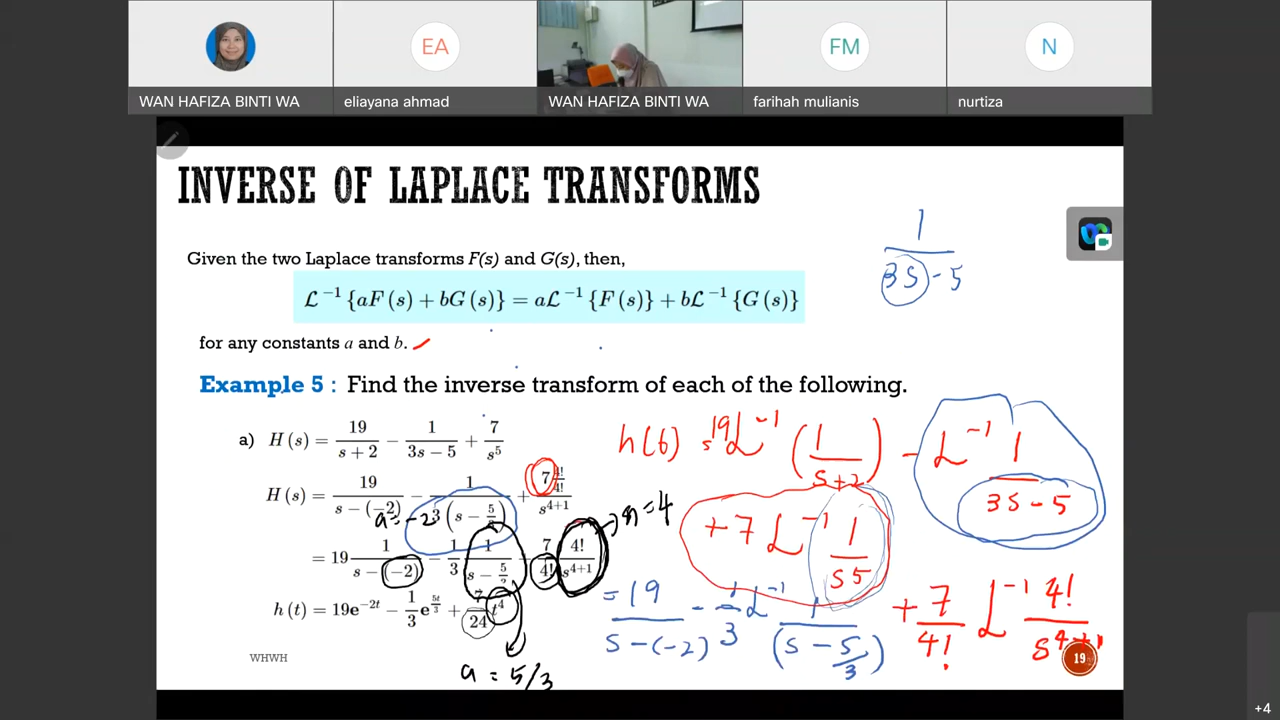 EA
FM
N
WAN HAFIZA BINTI WA
eliayana ahmad
WAN HAFIZA BINTI WA
farihah mulianis
nurtiza
INVERSE OF LAPLACE TRANSFORMS
1
3S - 5
Given the two Laplace transforms F(s) and G(s), then,
ℒ⁻¹ {aF (s) + bG (s)} = aℒ⁻¹ {F (s)} + bℒ⁻¹ {G (s)}
for any constants a and b.
Example 5 : Find the inverse transform of each of the following.
a) H (s) = 19/(s + 2) − 1/(3s − 5) + 7/s⁵
H (s) = 19/(s − (−2)) − 1/(3(s − 5/3)) + (7 4!/4!)/s⁴⁺¹
a = -2
n = 4
= 19 1/(s − (−2)) − 1/3 1/(s − 5/3) + 7/4! 4!/s⁴⁺¹
h (t) = 19e^(−2t) − 1/3 e^(5t/3) + 7/24 t⁴
a = 5/3
h(t) = 19 ℒ⁻¹ (1/(s+2)) - ℒ⁻¹ 1/(3s-5)
+ 7 ℒ⁻¹ 1/s5
= 19/(s-(-2)) - 1/3 ℒ⁻¹ 1/(s - 5/3) + 7/4! ℒ⁻¹ 4!/s⁴⁺¹
WHWH
19
+4